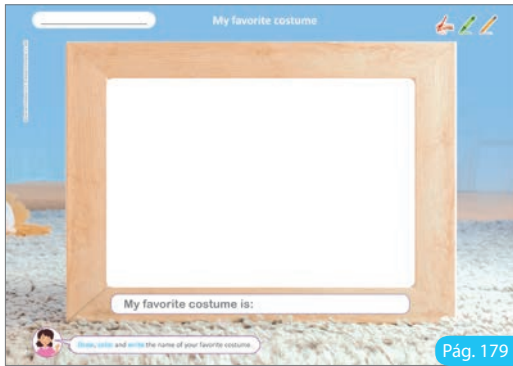 My favorite costume
My favorite costume is:
Draw, color and write the name of your favorite costume.
Pág. 179